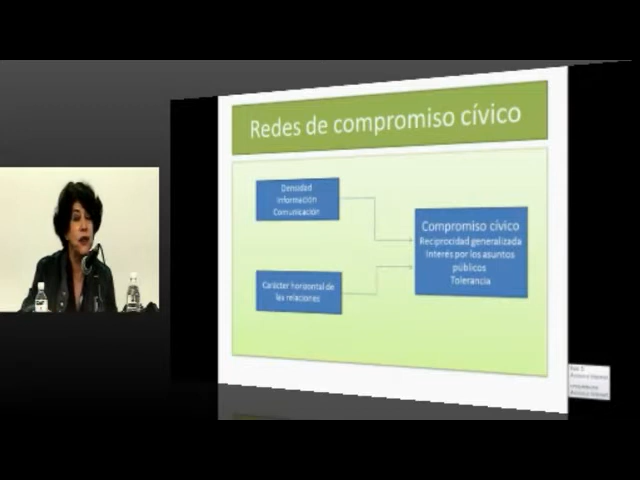 Redes de compromiso cívico
Densidad
Información
Comunicación
Carácter horizontal de
las relaciones
Compromiso cívico
Reciprocidad generalizada
Interés por los asuntos
públicos
Tolerancia